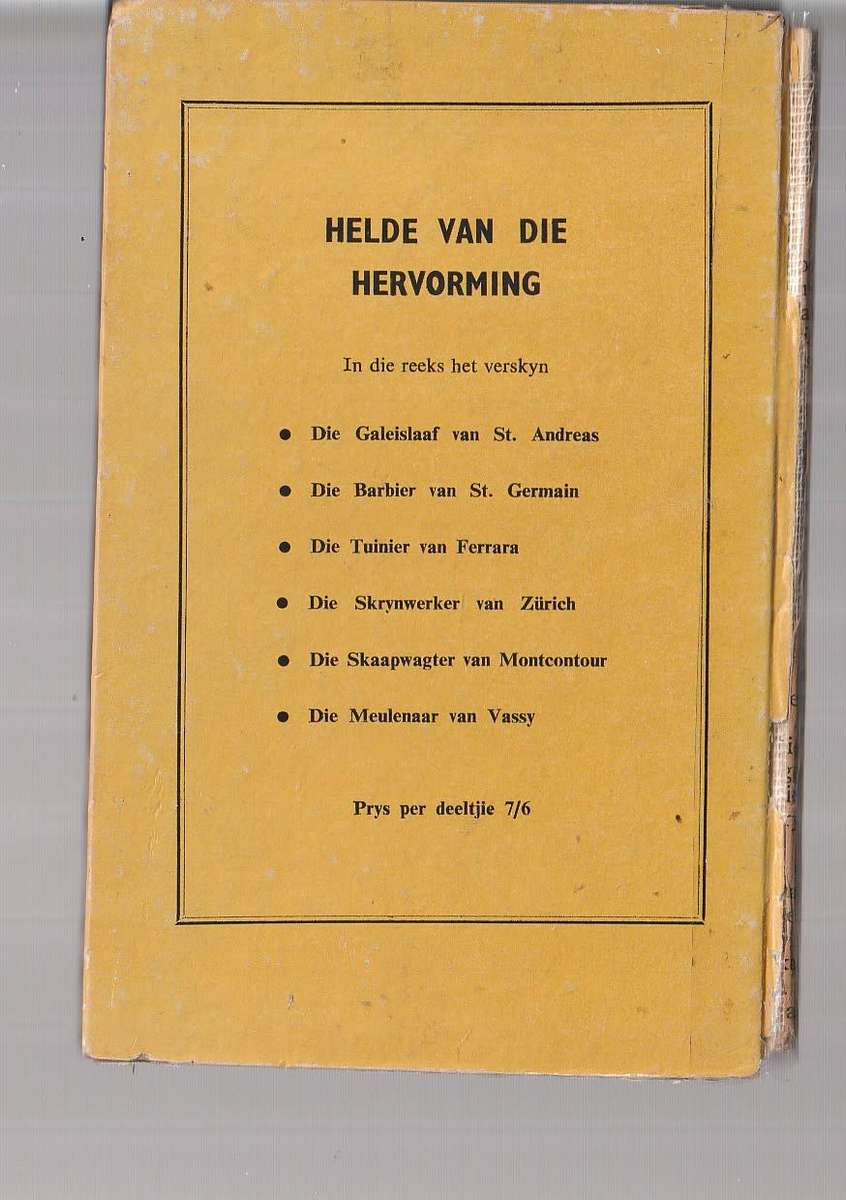 HELDE VAN DIE
HERVORMING
In die reeks het verskyn
● Die Galeislaaf van St. Andreas
● Die Barbier van St. Germain
● Die Tuinier van Ferrara
● Die Skrynwerker van Zürich
● Die Skaapwagter van Montcontour
● Die Meulenaar van Vassy
Prys per deeltjie 7/6